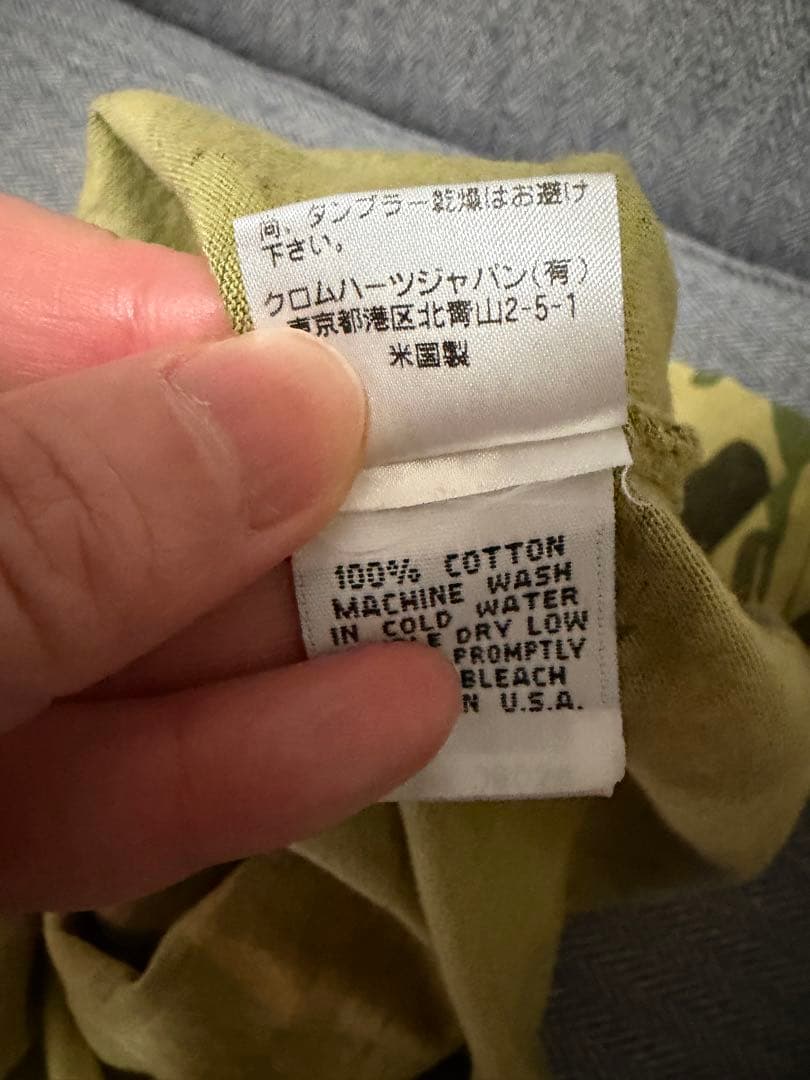 尚、タンブラー乾燥はお避け
下さい。
クロムハーツジャパン(有)
東京都港区北青山2-5-1
米国製
100% COTTON
MACHINE WASH
IN COLD WATER
DRY LOW
PROMPTLY
BLEACH
U.S.A.